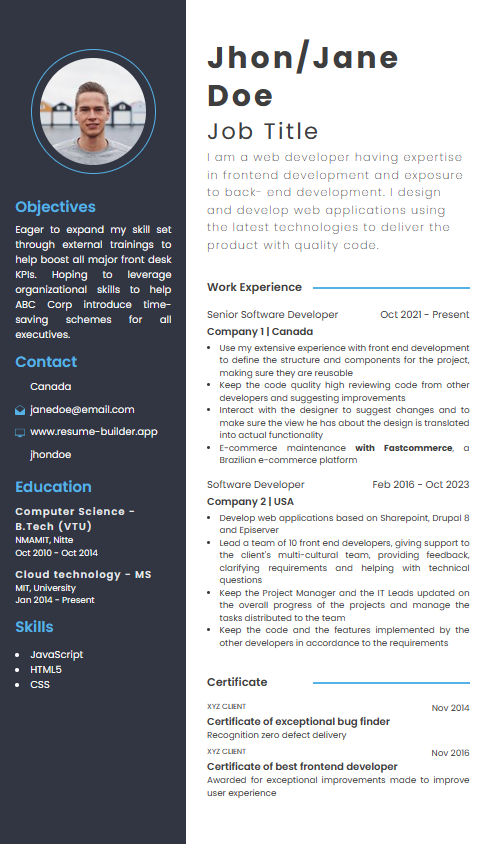 Objectives
Eager to expand my skill set
through external trainings to
help boost all major front desk
KPIs. Hoping to leverage
organizational skills to help
ABC Corp introduce time-
saving schemes for all
executives.
Contact
Canada
janedoe@email.com
www.resume-builder.app
jhondoe
Education
Computer Science -
B.Tech (VTU)
NMAMIT, Nitte
Oct 2010 - Oct 2014
Cloud technology - MS
MIT, University
Jan 2014 - Present
Skills
• JavaScript
• HTML5
• CSS
Jhon/Jane
Doe
Job Title
I am a web developer having expertise
in frontend development and exposure
to back- end development. I design
and develop web applications using
the latest technologies to deliver the
product with quality code.
Work Experience
Senior Software Developer Oct 2021 - Present
Company 1 | Canada
• Use my extensive experience with front end development
to define the structure and components for the project,
making sure they are reusable
• Keep the code quality high reviewing code from other
developers and suggesting improvements
• Interact with the designer to suggest changes and to
make sure the view he has about the design is translated
into actual functionality
• E-commerce maintenance with Fastcommerce, a
Brazilian e-commerce platform
Software Developer Feb 2016 - Oct 2023
Company 2 | USA
• Develop web applications based on Sharepoint, Drupal 8
and Episerver
• Lead a team of 10 front end developers, giving support to
the client's multi-cultural team, providing feedback,
clarifying requirements and helping with technical
questions
• Keep the Project Manager and the IT Leads updated on
the overall progress of the projects and manage the
tasks distributed to the team
• Keep the code and the features implemented by the
other developers in accordance to the requirements
Certificate
XYZ CLIENT Nov 2014
Certificate of exceptional bug finder
Recognition zero defect delivery
XYZ CLIENT Nov 2016
Certificate of best frontend developer
Awarded for exceptional improvements made to improve
user experience